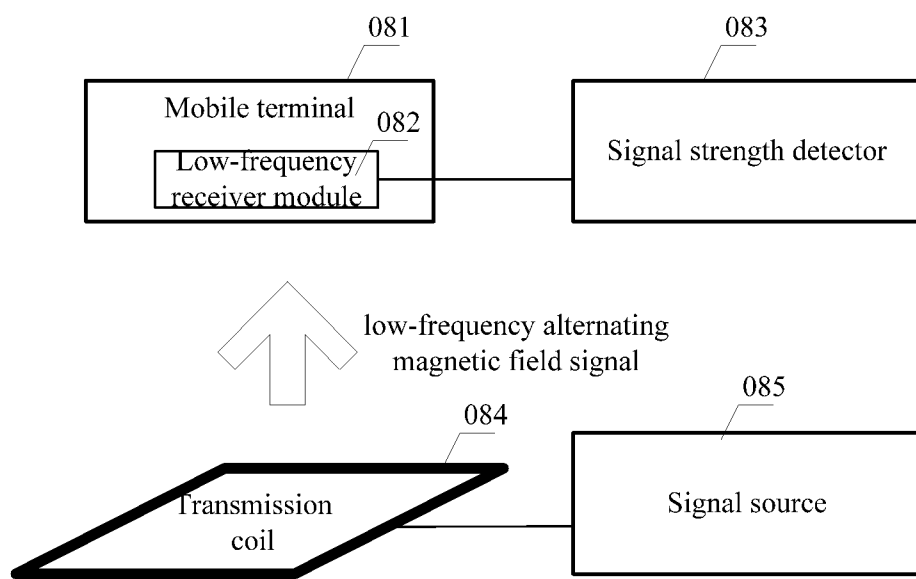 081
083
Mobile terminal
082
Low-frequency
receiver module
Signal strength detector
low-frequency alternating
magnetic field signal
085
084
Transmission
coil
Signal source